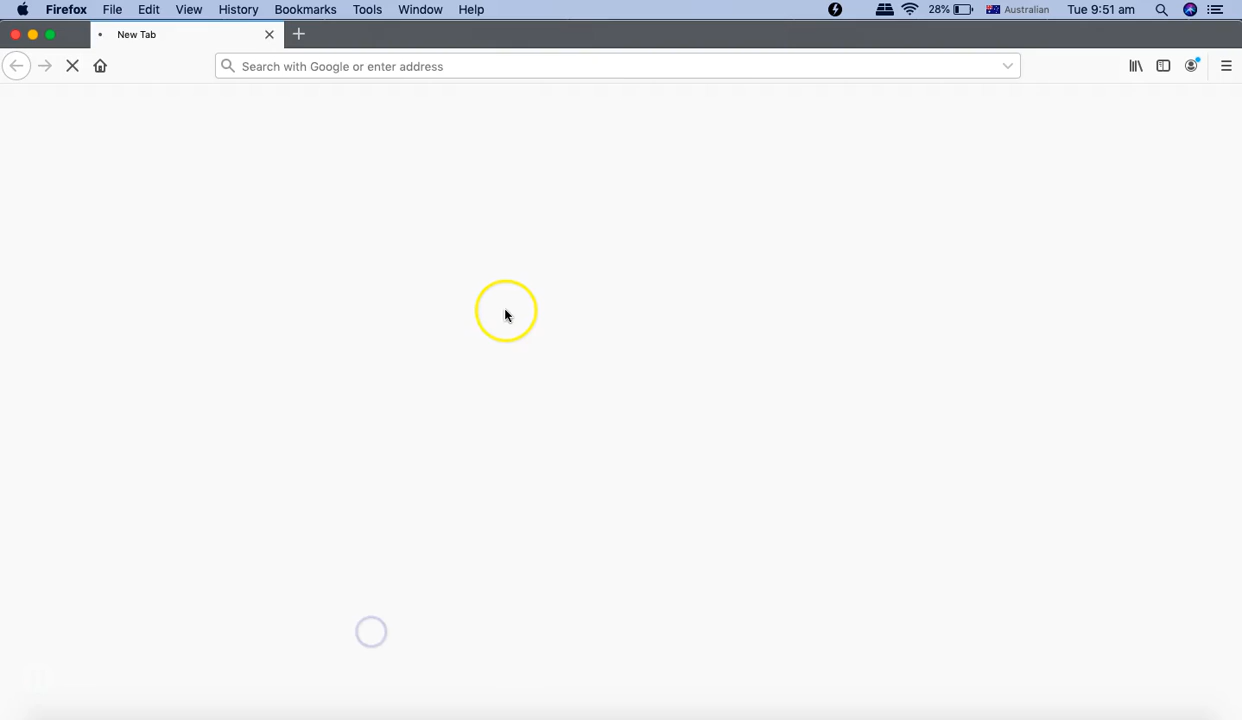 Firefox File Edit View History Bookmarks Tools Window Help 28% Australian Tue 9:51 am
New Tab
Search with Google or enter address